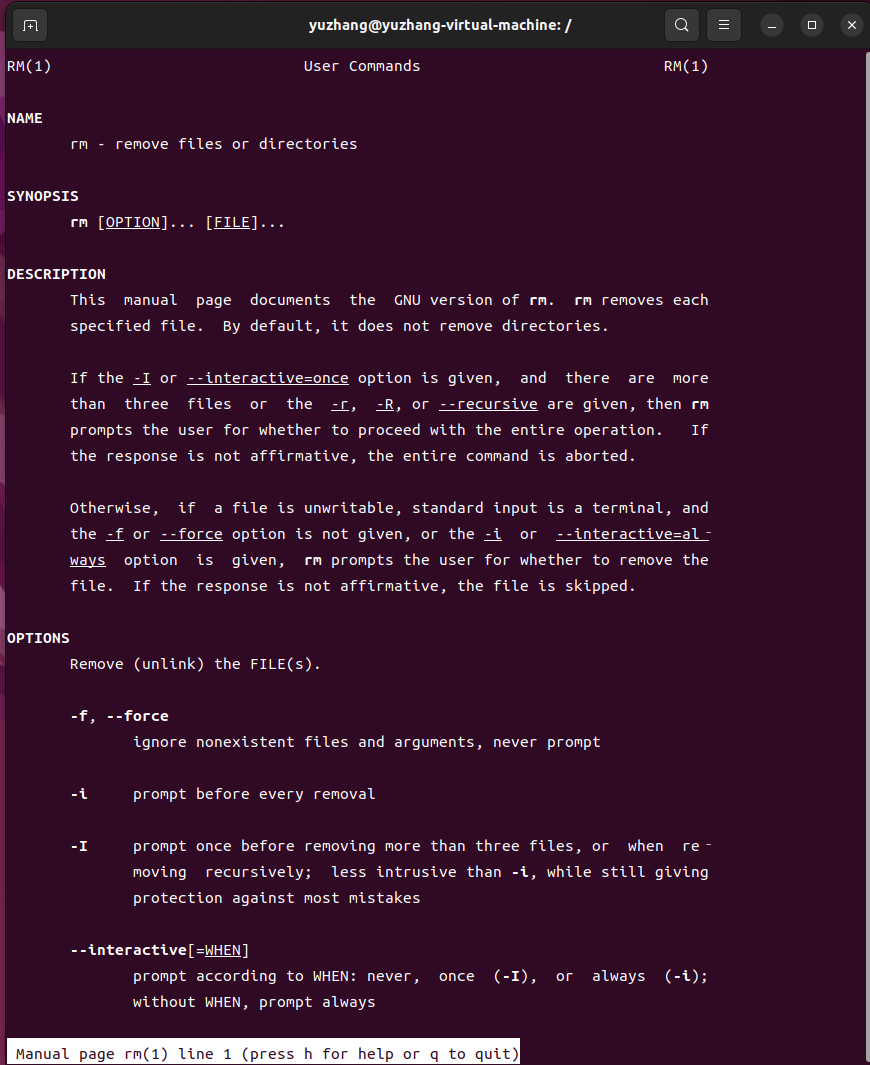 yuzhang@yuzhang-virtual-machine: /
RM(1) User Commands RM(1)
NAME
rm - remove files or directories
SYNOPSIS
rm [OPTION]... [FILE]...
DESCRIPTION
This manual page documents the GNU version of rm. rm removes each
specified file. By default, it does not remove directories.
If the -I or --interactive=once option is given, and there are more
than three files or the -r, -R, or --recursive are given, then rm
prompts the user for whether to proceed with the entire operation. If
the response is not affirmative, the entire command is aborted.
Otherwise, if a file is unwritable, standard input is a terminal, and
the -f or --force option is not given, or the -i or --interactive=al‐
ways option is given, rm prompts the user for whether to remove the
file. If the response is not affirmative, the file is skipped.
OPTIONS
Remove (unlink) the FILE(s).
-f, --force
ignore nonexistent files and arguments, never prompt
-i prompt before every removal
-I prompt once before removing more than three files, or when re‐
moving recursively; less intrusive than -i, while still giving
protection against most mistakes
--interactive[=WHEN]
prompt according to WHEN: never, once (-I), or always (-i);
without WHEN, prompt always
Manual page rm(1) line 1 (press h for help or q to quit)